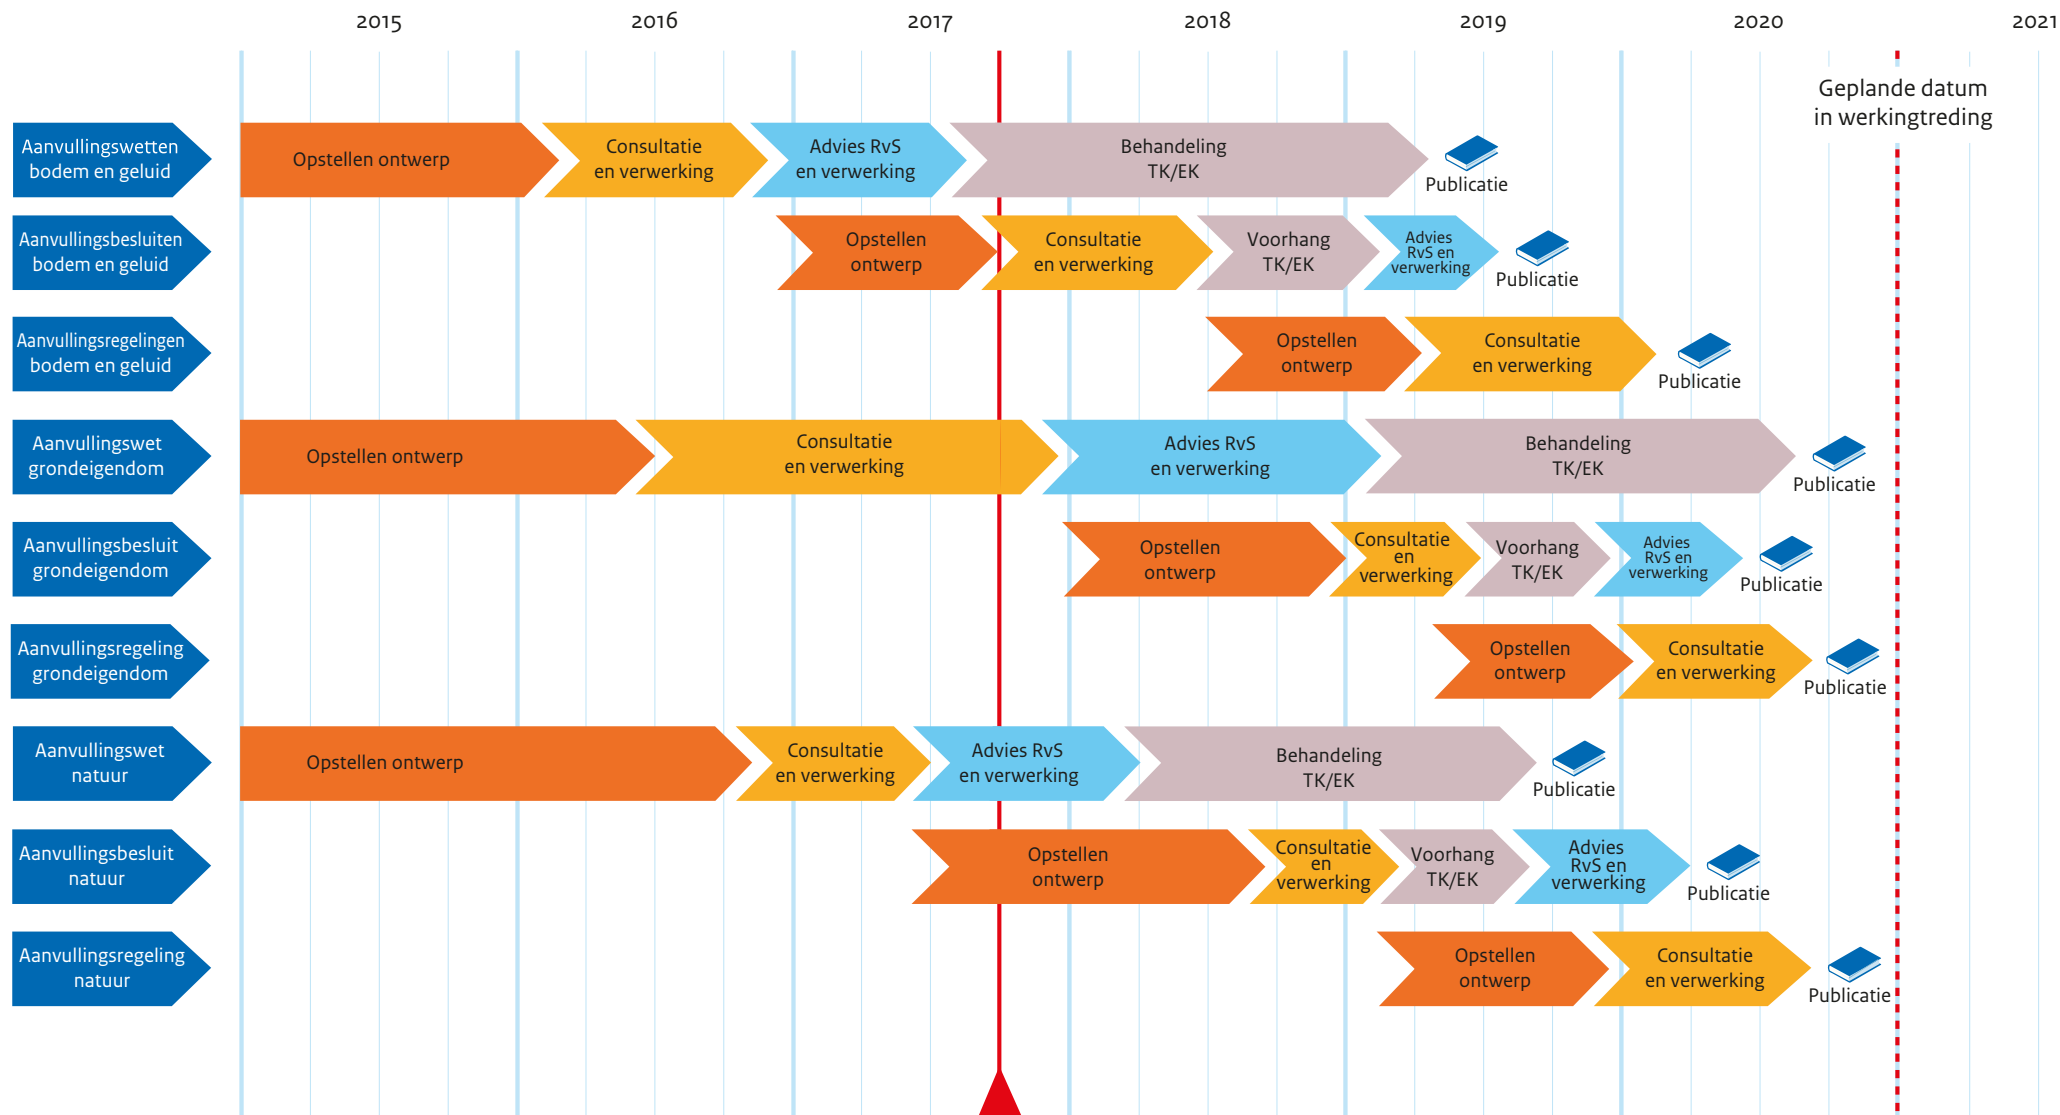 2015 2016 2017 2018 2019 2020 2021
Geplande datum
in werkingtreding
Aanvullingswetten
bodem en geluid
Opstellen ontwerp
Consultatie
en verwerking
Advies RvS
en verwerking
Behandeling
TK/EK
Publicatie
Aanvullingsbesluiten
bodem en geluid
Opstellen
ontwerp
Consultatie
en verwerking
Voorhang
TK/EK
Advies
RvS en
verwerking
Publicatie
Aanvullingsregelingen
bodem en geluid
Opstellen
ontwerp
Consultatie
en verwerking
Publicatie
Aanvullingswet
grondeigendom
Opstellen ontwerp
Consultatie
en verwerking
Advies RvS
en verwerking
Behandeling
TK/EK
Publicatie
Aanvullingsbesluit
grondeigendom
Opstellen
ontwerp
Consultatie
en
verwerking
Voorhang
TK/EK
Advies
RvS en
verwerking
Publicatie
Aanvullingsregeling
grondeigendom
Opstellen
ontwerp
Consultatie
en verwerking
Publicatie
Aanvullingswet
natuur
Opstellen ontwerp
Consultatie
en verwerking
Advies RvS
en verwerking
Behandeling
TK/EK
Publicatie
Aanvullingsbesluit
natuur
Opstellen
ontwerp
Consultatie
en
verwerking
Voorhang
TK/EK
Advies
RvS en
verwerking
Publicatie
Aanvullingsregeling
natuur
Opstellen
ontwerp
Consultatie
en verwerking
Publicatie